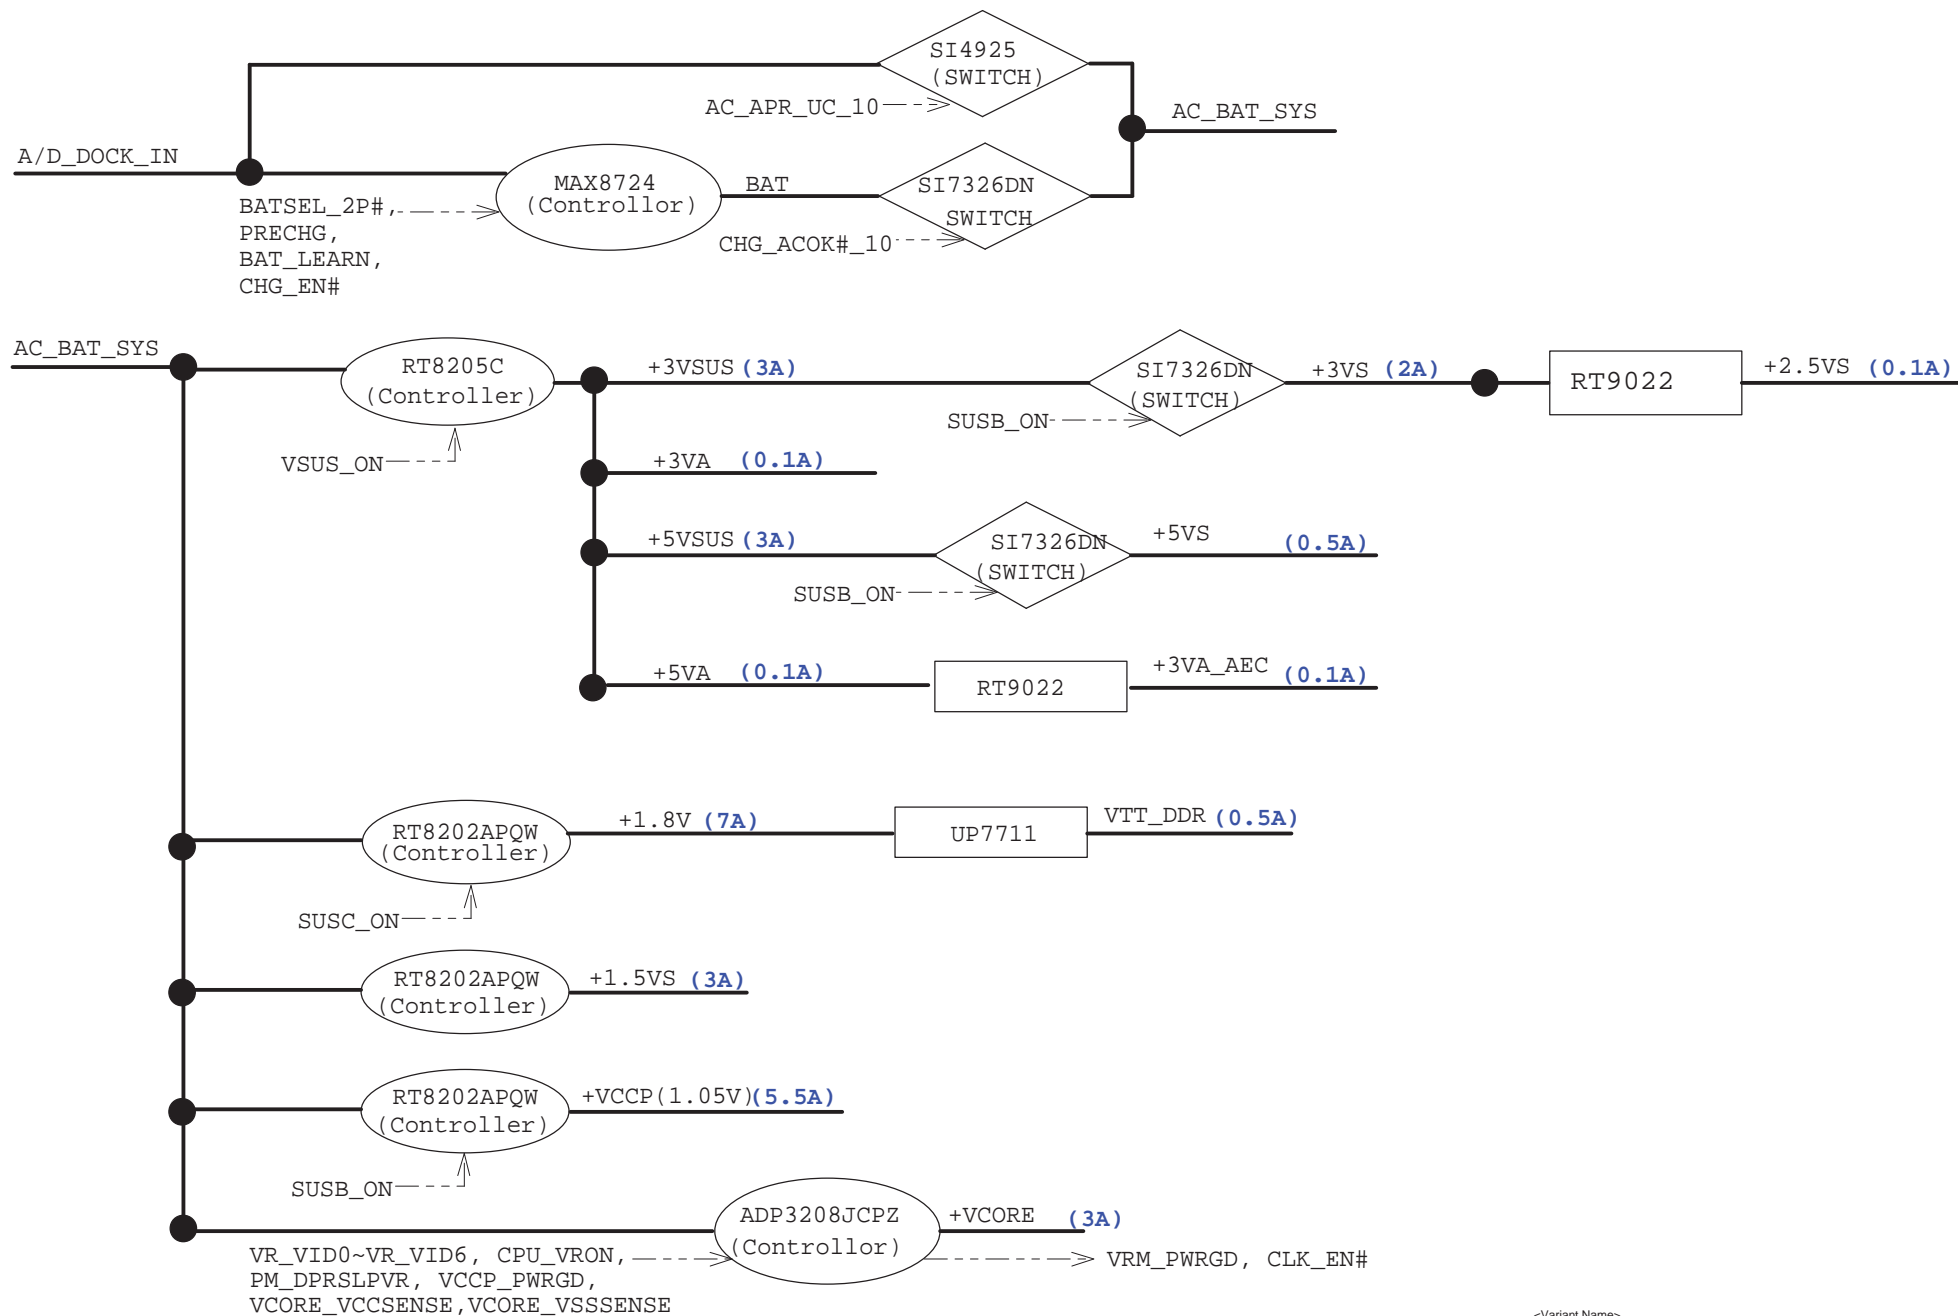 SI4925
(SWITCH)
AC_APR_UC_10
AC_BAT_SYS
A/D_DOCK_IN
MAX8724
(Controllor)
BAT
SI7326DN
SWITCH
BATSEL_2P#,
PRECHG,
BAT_LEARN,
CHG_EN#
CHG_ACOK#_10
AC_BAT_SYS
RT8205C
(Controller)
VSUS_ON
+3VSUS (3A)
SI7326DN
(SWITCH)
SUSB_ON
+3VS (2A)
RT9022
+2.5VS (0.1A)
+3VA (0.1A)
+5VSUS (3A)
SI7326DN
(SWITCH)
SUSB_ON
+5VS (0.5A)
+5VA (0.1A)
RT9022
+3VA_AEC (0.1A)
RT8202APQW
(Controller)
SUSC_ON
+1.8V (7A)
UP7711
VTT_DDR (0.5A)
RT8202APQW
(Controller)
+1.5VS (3A)
RT8202APQW
(Controller)
+VCCP(1.05V)(5.5A)
SUSB_ON
ADP3208JCPZ
(Controllor)
+VCORE (3A)
VR_VID0~VR_VID6, CPU_VRON,
PM_DPRSLPVR, VCCP_PWRGD,
VCORE_VCCSENSE,VCORE_VSSSENSE
VRM_PWRGD, CLK_EN#
<Variant Name>